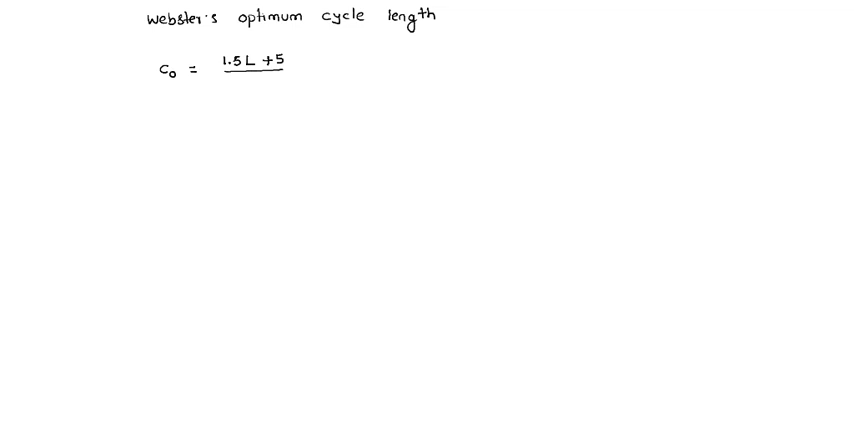 Webster's optimum cycle length
C₀ = 1.5L + 5